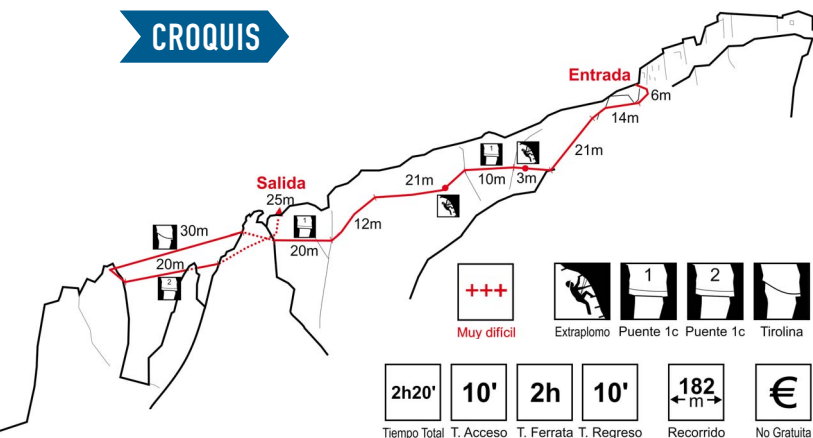 CROQUIS
Entrada
6m
14m
21m
1
10m
3m
21m
Salida
25m
1
20m
12m
30m
20m
2
+++
Muy difícil
Extraplomo
1
Puente 1c
2
Puente 1c
Tirolina
2h20'
Tiempo Total
10'
T. Acceso
2h
T. Ferrata
10'
T. Regreso
182
m
Recorrido
€
No Gratuita